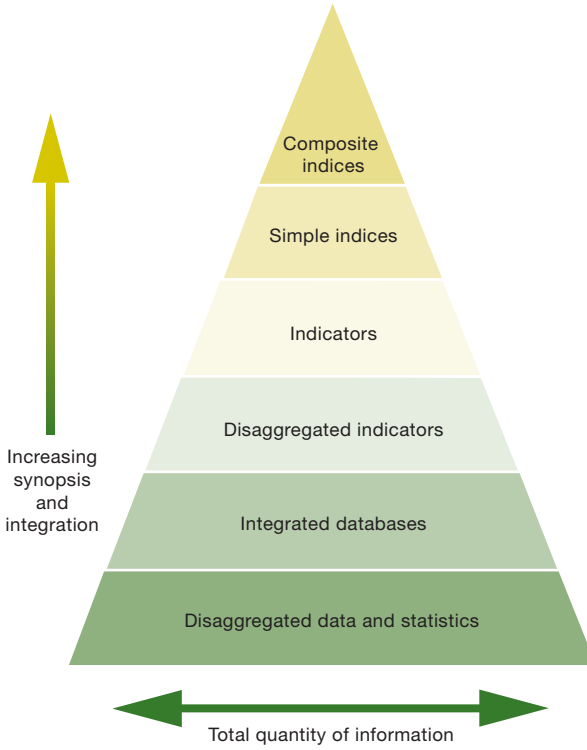 Composite
indices
Simple indices
Indicators
Disaggregated indicators
Increasing
synopsis
and
integration
Integrated databases
Disaggregated data and statistics
Total quantity of information